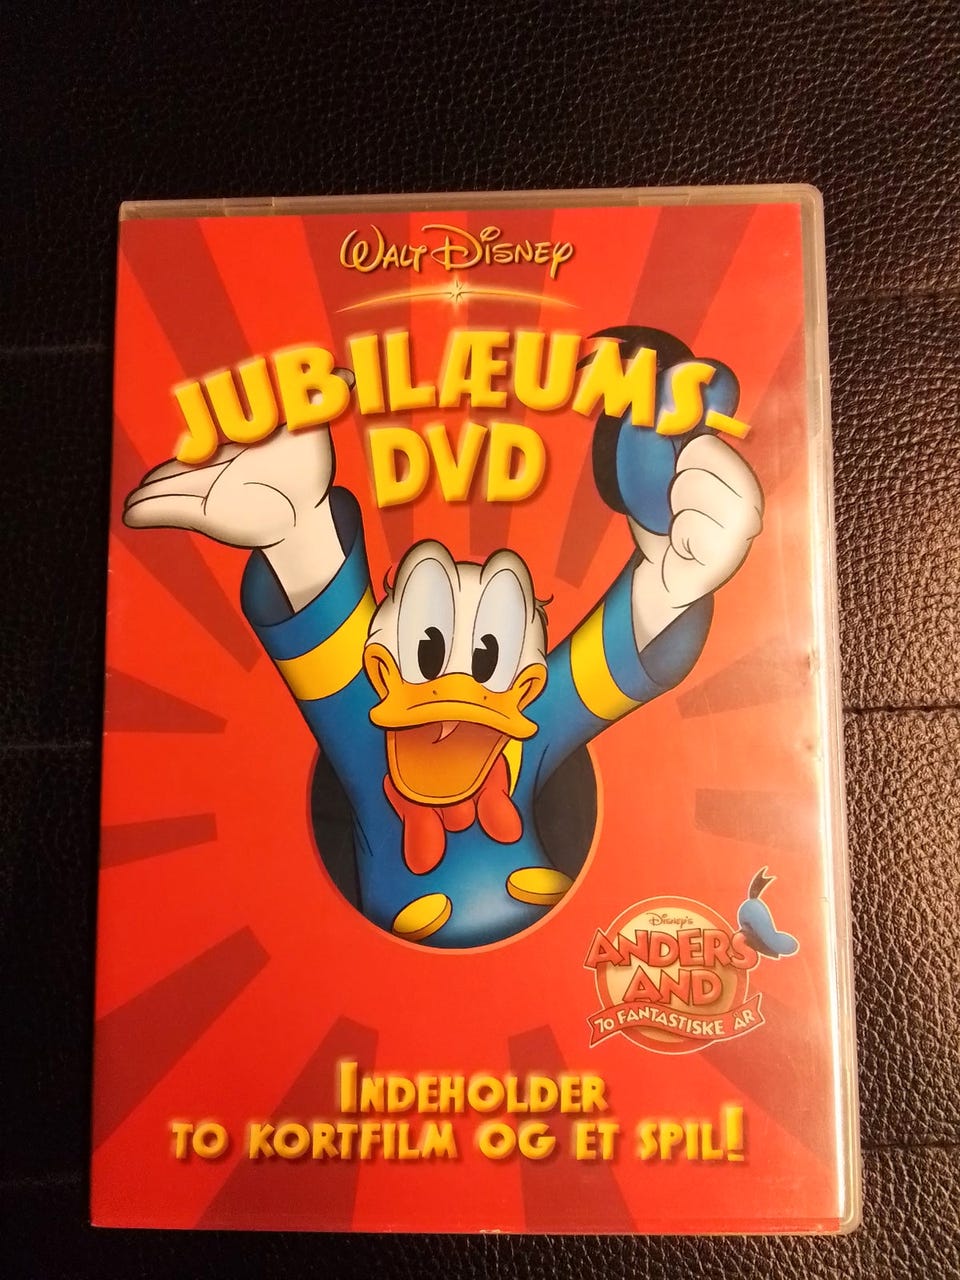 WALT DISNEY
JUBILÆUMS-
DVD
DISNEY'S
ANDERS
AND
70 FANTASTISKE ÅR
INDEHOLDER
TO KORTFILM OG ET SPIL!